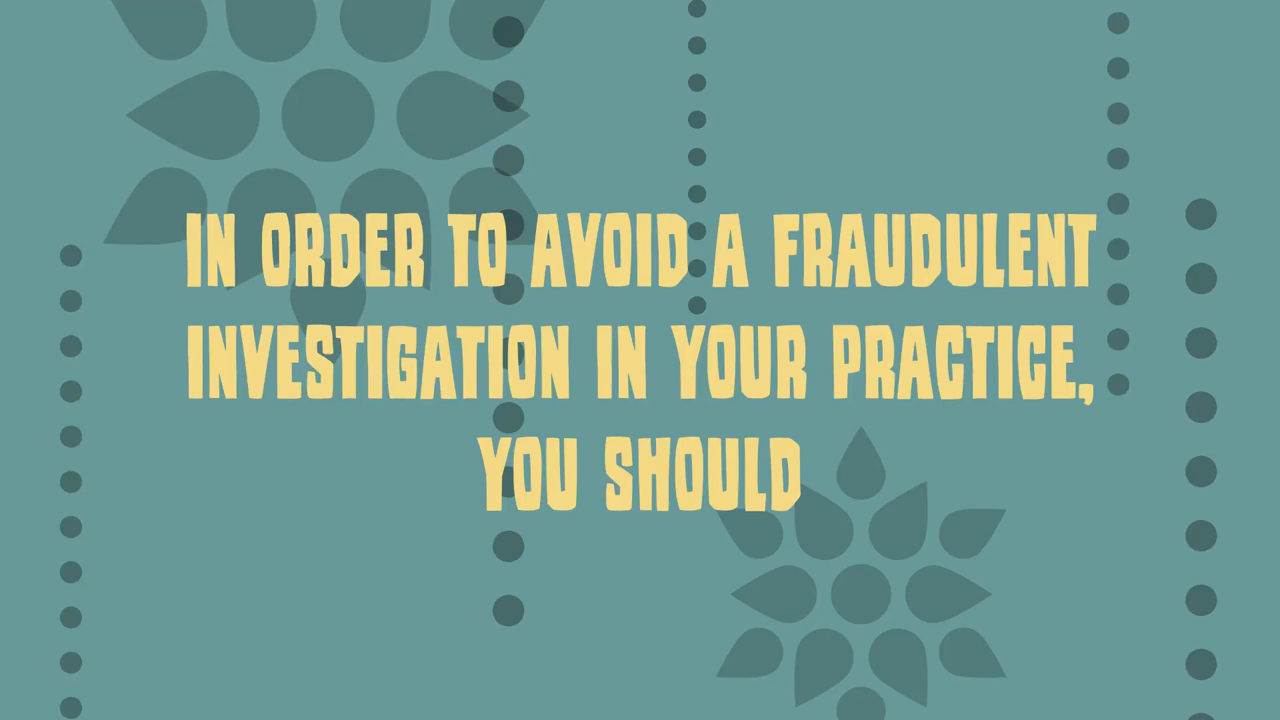 IN ORDER TO AVOID A FRAUDULENT
INVESTIGATION IN YOUR PRACTICE,
YOU SHOULD